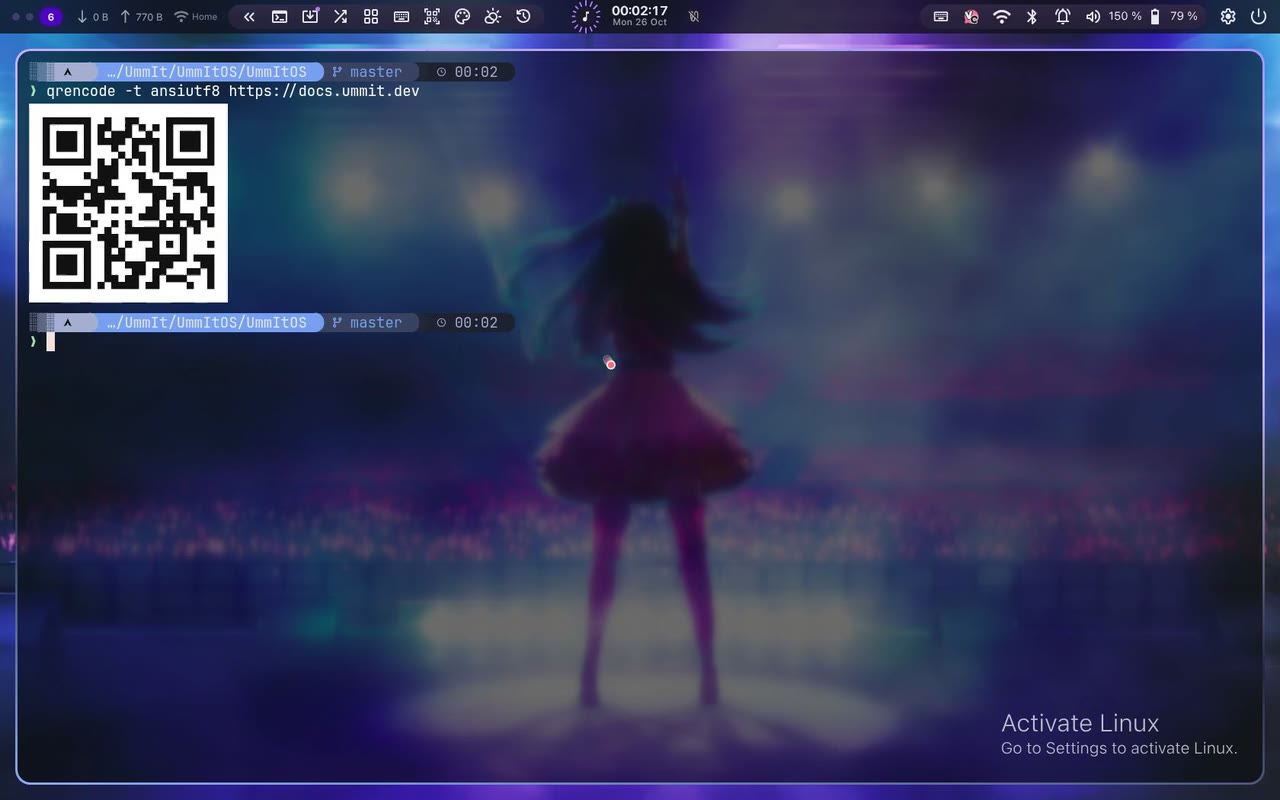 6 0 B 770 B Home 00:02:17 150 % 79 %
Mon 26 Oct
…/UmmIt/UmmItOS/UmmItOS master 00:02
❯ qrencode -t ansiutf8 https://docs.ummit.dev
…/UmmIt/UmmItOS/UmmItOS master 00:02
❯
Activate Linux
Go to Settings to activate Linux.